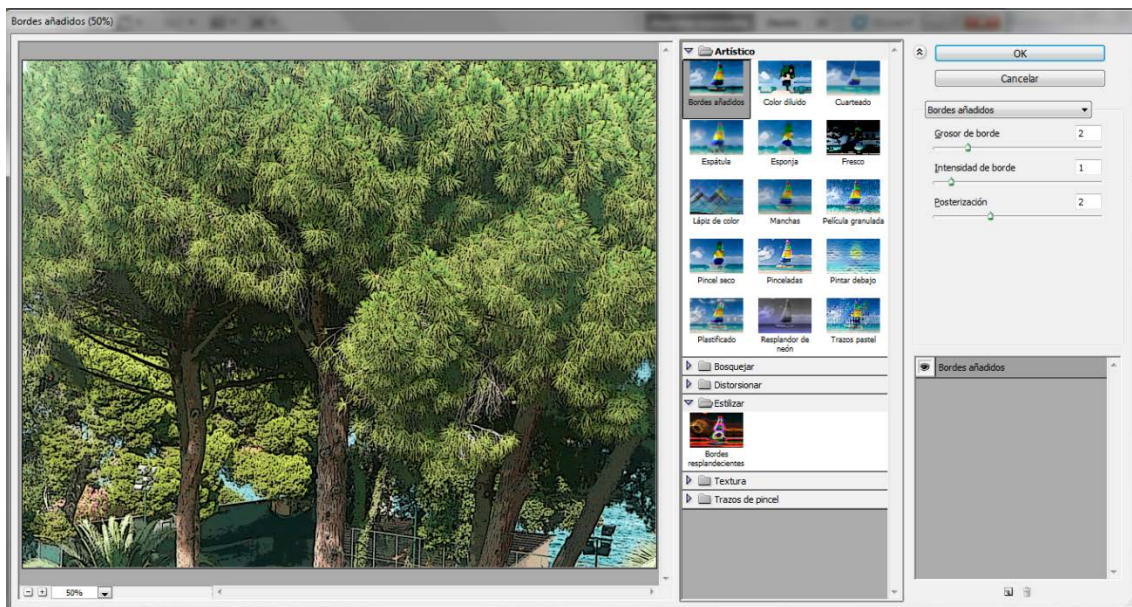 Bordes añadidos (50%)
Artístico
Bordes añadidos
Color diluido
Cuarteado
Espátula
Esponja
Fresco
Lápiz de color
Manchas
Película granulada
Pincel seco
Pinceladas
Pintar debajo
Plastificado
Resplandor de
neón
Trazos pastel
Bosquejar
Distorsionar
Estilizar
Bordes
resplandecientes
Textura
Trazos de pincel
OK
Cancelar
Bordes añadidos
Grosor de borde 2
Intensidad de borde 1
Posterización 2
Bordes añadidos
50%